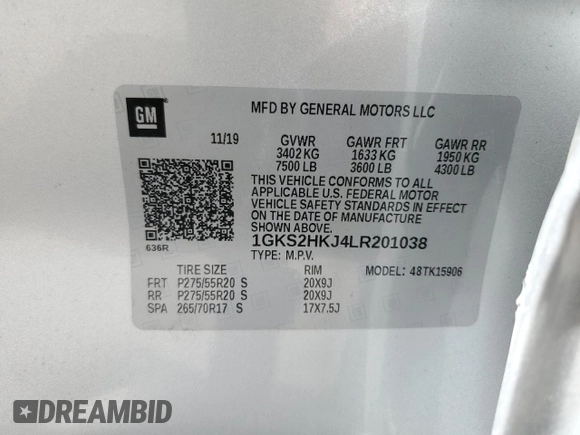 GM
MFD BY GENERAL MOTORS LLC
11/19 GVWR GAWR FRT GAWR RR
3402 KG 1633 KG 1950 KG
7500 LB 3600 LB 4300 LB
THIS VEHICLE CONFORMS TO ALL
APPLICABLE U.S. FEDERAL MOTOR
VEHICLE SAFETY STANDARDS IN EFFECT
ON THE DATE OF MANUFACTURE
SHOWN ABOVE.
636R 1GKS2HKJ4LR201038
TYPE: M.P.V. MODEL: 48TK15906
TIRE SIZE RIM
FRT P275/55R20 S 20X9J
RR P275/55R20 S 20X9J
SPA 265/70R17 S 17X7.5J
DREAMBID